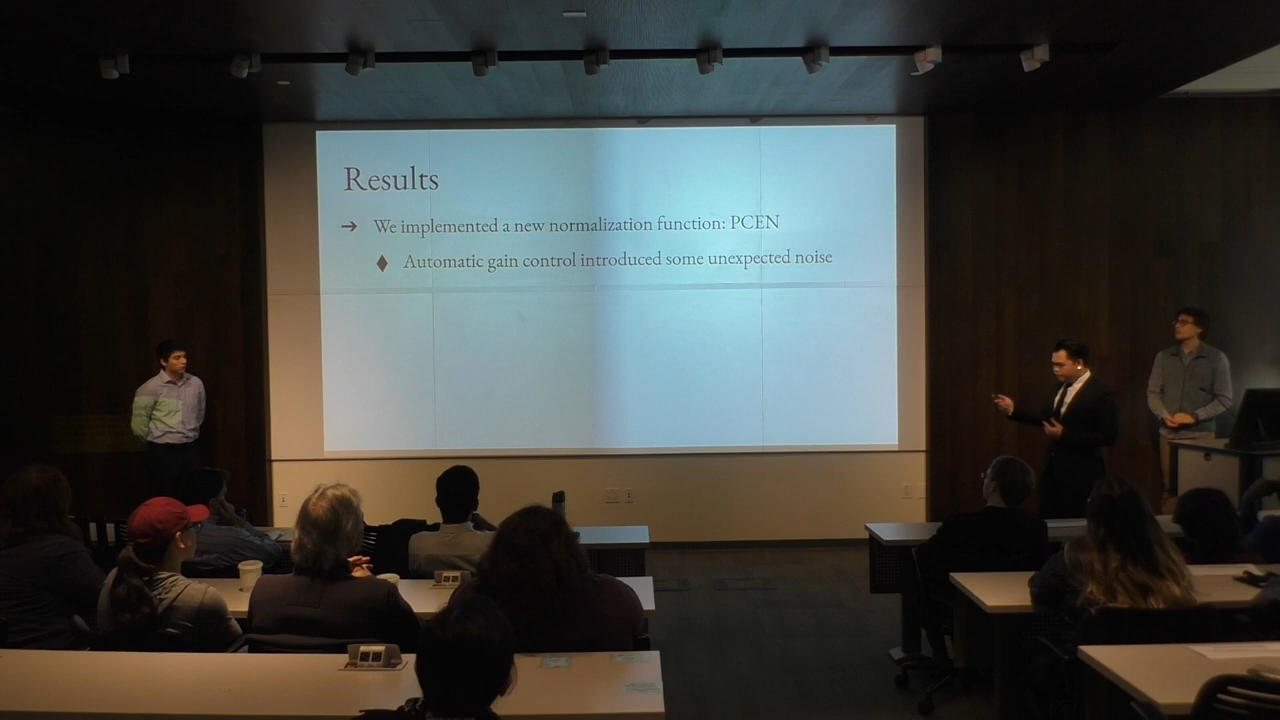 Results
➔ We implemented a new normalization function: PCEN
♦ Automatic gain control introduced some unexpected noise